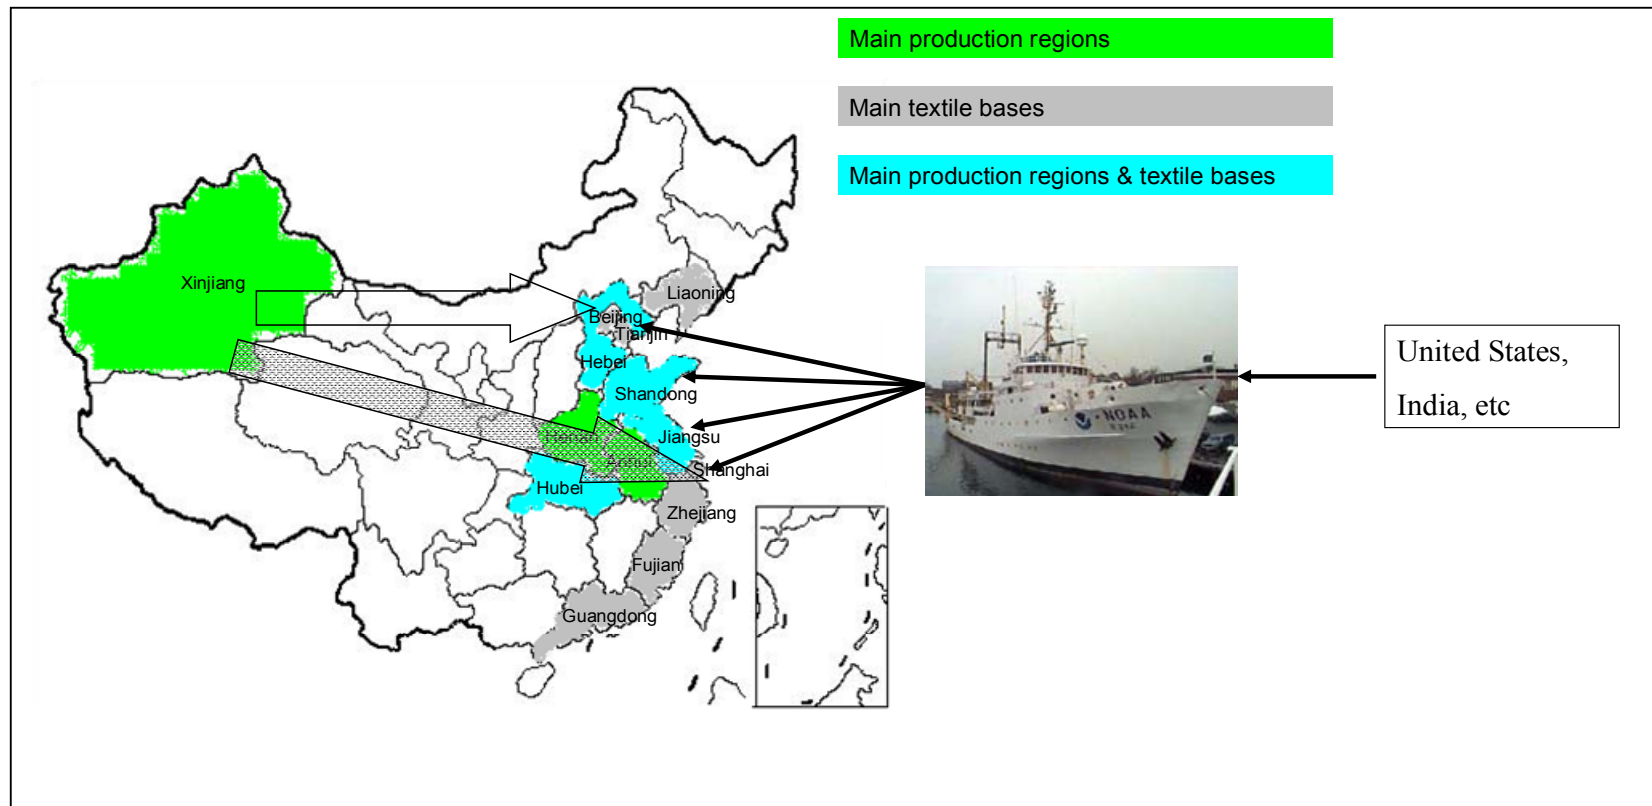 Main production regions
Main textile bases
Main production regions & textile bases
Xinjiang
Liaoning
Beijing
Tianjin
Hebei
Shandong
Henan
Jiangsu
Anhui
Shanghai
Hubei
Zhejiang
Fujian
Guangdong
NOAA
United States,
India, etc